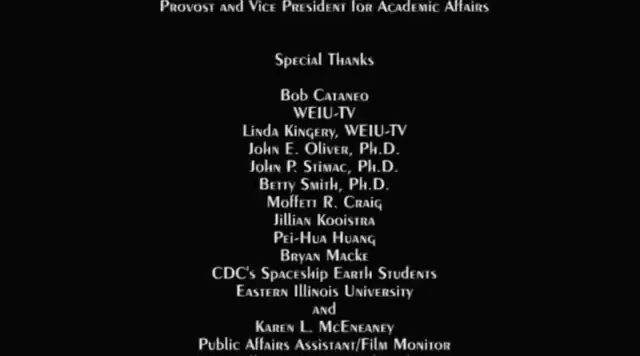 Provost and Vice President for Academic Affairs
Special Thanks
Bob Cataneo
WEIU-TV
Linda Kingery, WEIU-TV
John E. Oliver, Ph.D.
John P. Stimac, Ph.D.
Betty Smith, Ph.D.
Moffett R. Craig
Jillian Kooistra
Pei-Hua Huang
Bryan Macke
CDC's Spaceship Earth Students
Eastern Illinois University
and
Karen L. McEneaney
Public Affairs Assistant/Film Monitor